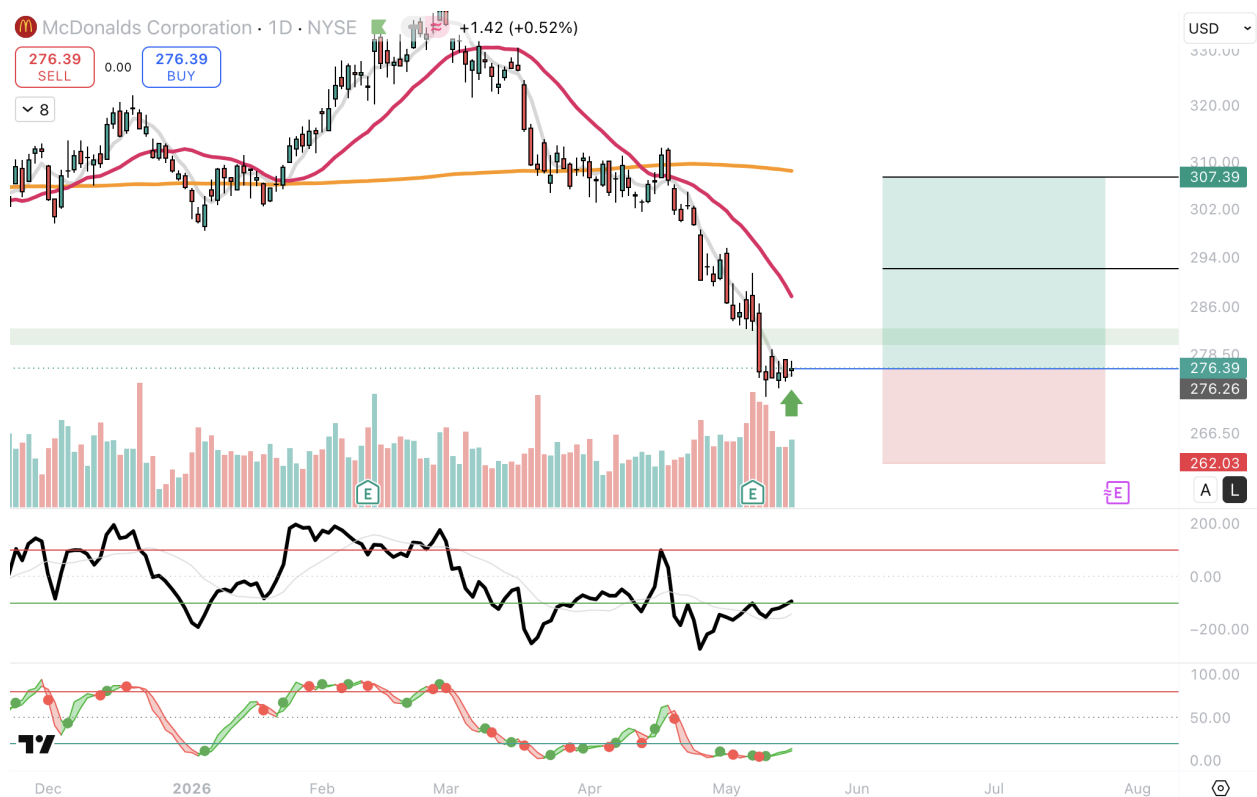 McDonalds Corporation · 1D · NYSE
+1.42 (+0.52%)
USD
276.39
SELL
0.00
276.39
BUY
8
330.00
320.00
310.00
307.39
302.00
294.00
286.00
278.50
276.39
276.26
266.50
262.03
E
E
E
A
L
200.00
0.00
−200.00
100.00
50.00
0.00
Dec
2026
Feb
Mar
Apr
May
Jun
Jul
Aug